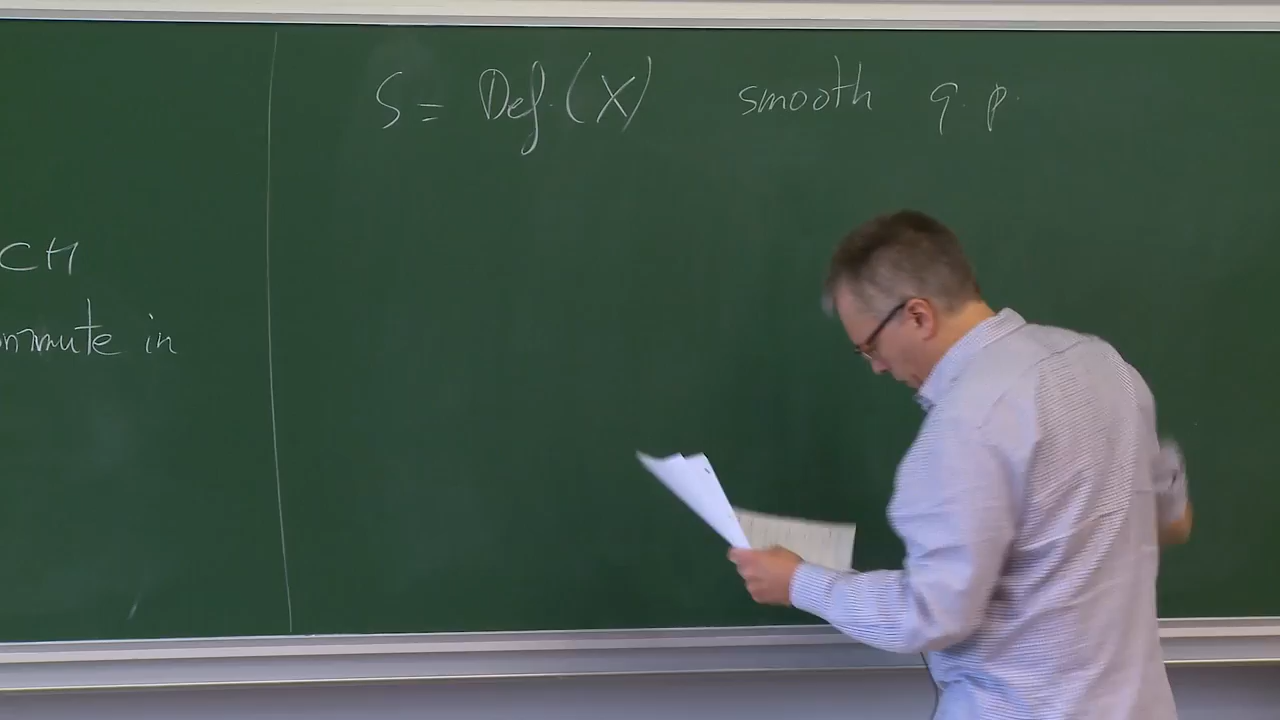 CH
mmute in
S = Def.(X) smooth q.p.